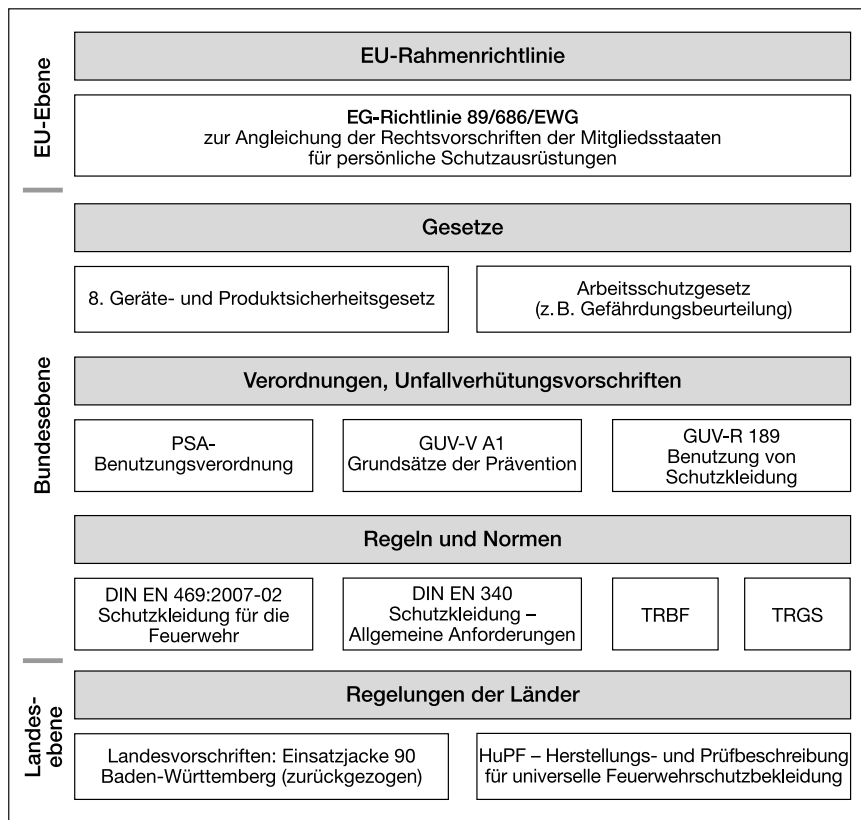 EU-Ebene
EU-Rahmenrichtlinie
EG-Richtlinie 89/686/EWG
zur Angleichung der Rechtsvorschriften der Mitgliedsstaaten
für persönliche Schutzausrüstungen
Bundesebene
Gesetze
8. Geräte- und Produktsicherheitsgesetz
Arbeitsschutzgesetz
(z. B. Gefährdungsbeurteilung)
Verordnungen, Unfallverhütungsvorschriften
PSA-
Benutzungsverordnung
GUV-V A1
Grundsätze der Prävention
GUV-R 189
Benutzung von
Schutzkleidung
Regeln und Normen
DIN EN 469:2007-02
Schutzkleidung für die
Feuerwehr
DIN EN 340
Schutzkleidung –
Allgemeine Anforderungen
TRBF
TRGS
Landes-
ebene
Regelungen der Länder
Landesvorschriften: Einsatzjacke 90
Baden-Württemberg (zurückgezogen)
HuPF – Herstellungs- und Prüfbeschreibung
für universelle Feuerwehrschutzbekleidung